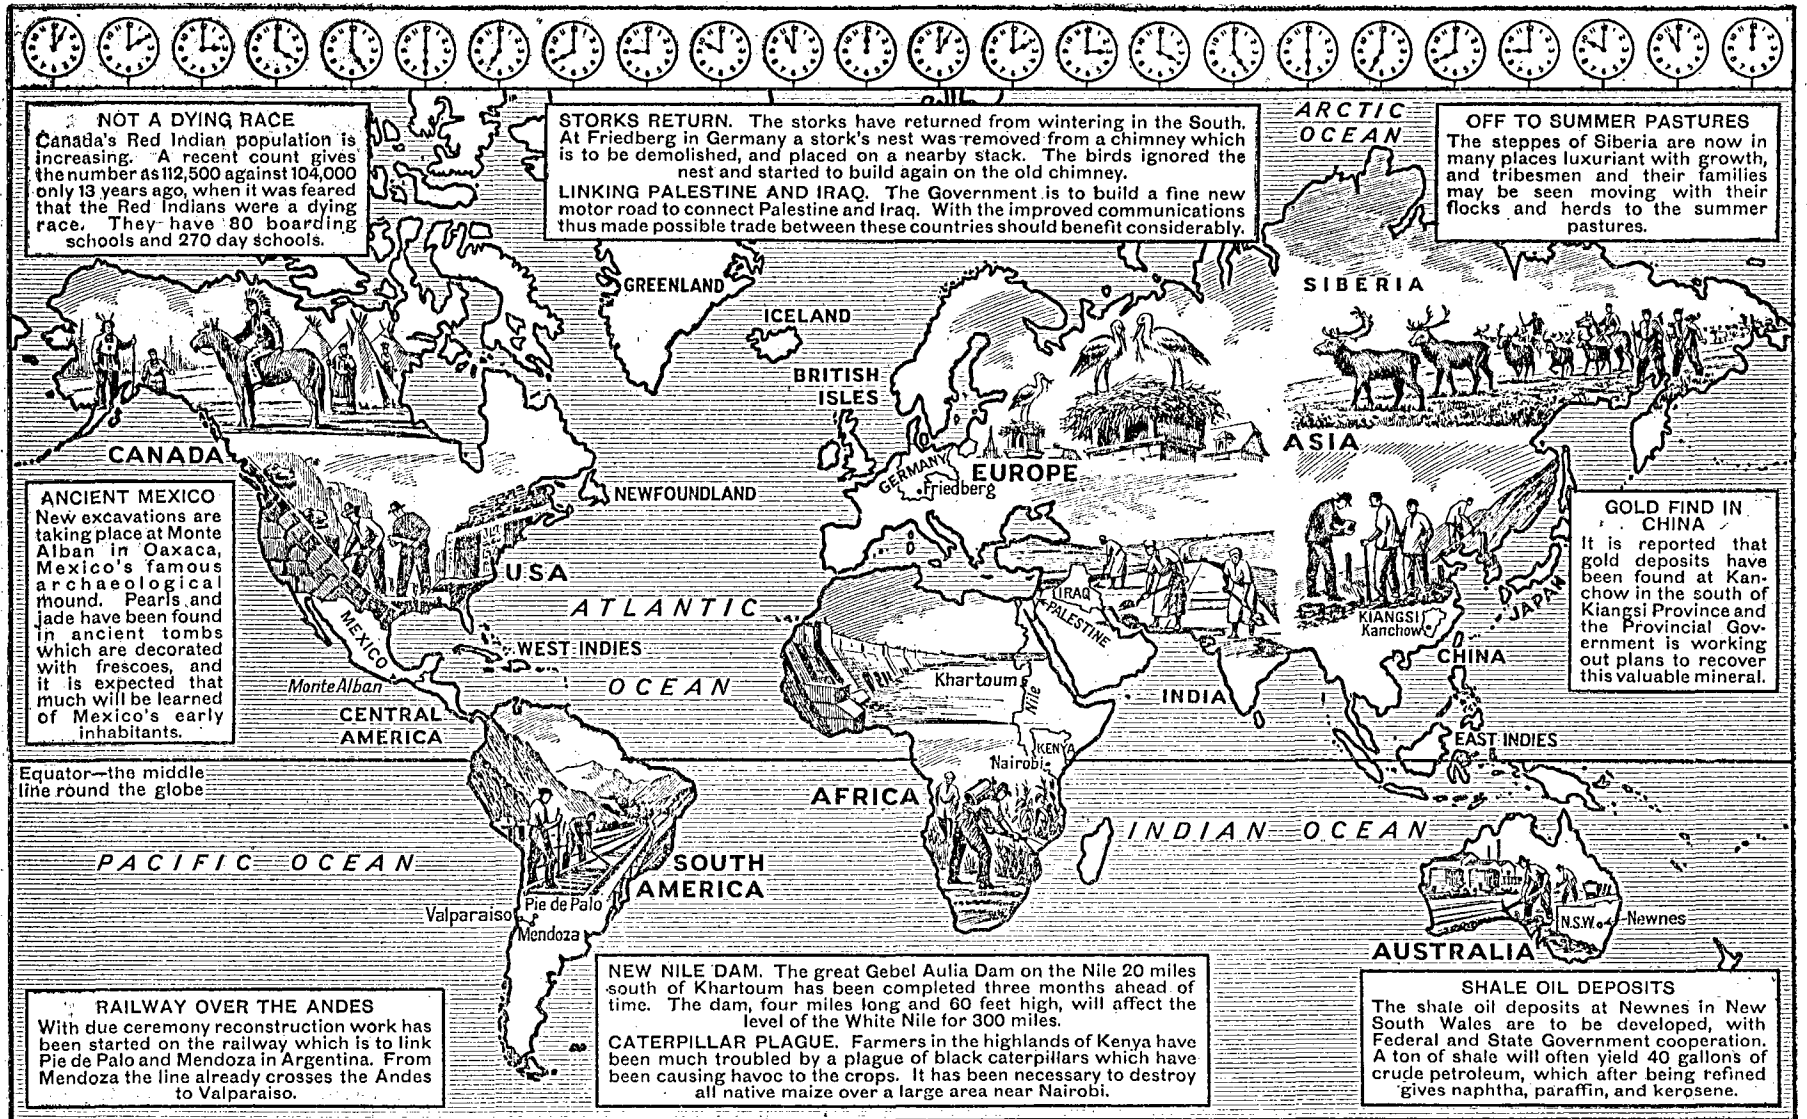 NOT A DYING RACE
Canada's Red Indian population is
increasing. A recent count gives
the number as 112,500 against 104,000
only 13 years ago, when it was feared
that the Red Indians were a dying
race. They have 80 boarding
schools and 270 day schools.
STORKS RETURN. The storks have returned from wintering in the South.
At Friedberg in Germany a stork's nest was removed from a chimney which
is to be demolished, and placed on a nearby stack. The birds ignored the
nest and started to build again on the old chimney.
LINKING PALESTINE AND IRAQ. The Government is to build a fine new
motor road to connect Palestine and Iraq. With the improved communications
thus made possible trade between these countries should benefit considerably.
ARCTIC
OCEAN
OFF TO SUMMER PASTURES
The steppes of Siberia are now in
many places luxuriant with growth,
and tribesmen and their families
may be seen moving with their
flocks and herds to the summer
pastures.
GREENLAND
ICELAND
BRITISH
ISLES
SIBERIA
CANADA
NEWFOUNDLAND
GERMANY
Friedberg
EUROPE
ASIA
ANCIENT MEXICO
New excavations are
taking place at Monte
Alban in Oaxaca,
Mexico's famous
archaeological
mound. Pearls and
jade have been found
in ancient tombs
which are decorated
with frescoes, and
it is expected that
much will be learned
of Mexico's early
inhabitants.
USA
MEXICO
Monte Alban
CENTRAL
AMERICA
ATLANTIC
OCEAN
WEST INDIES
IRAQ
PALESTINE
Khartoum
Nile
KENYA
Nairobi
INDIA
KIANGSI
Kanchow
CHINA
JAPAN
EAST INDIES
GOLD FIND IN
CHINA
It is reported that
gold deposits have
been found at Kan-
chow in the south of
Kiangsi Province and
the Provincial Gov-
ernment is working
out plans to recover
this valuable mineral.
Equator—the middle
line round the globe
PACIFIC OCEAN
SOUTH
AMERICA
Valparaiso
Pie de Palo
Mendoza
AFRICA
INDIAN OCEAN
N.S.W.
Newnes
AUSTRALIA
RAILWAY OVER THE ANDES
With due ceremony reconstruction work has
been started on the railway which is to link
Pie de Palo and Mendoza in Argentina. From
Mendoza the line already crosses the Andes
to Valparaiso.
NEW NILE DAM. The great Gebel Aulia Dam on the Nile 20 miles
south of Khartoum has been completed three months ahead of
time. The dam, four miles long and 60 feet high, will affect the
level of the White Nile for 300 miles.
CATERPILLAR PLAGUE. Farmers in the highlands of Kenya have
been much troubled by a plague of black caterpillars which have
been causing havoc to the crops. It has been necessary to destroy
all native maize over a large area near Nairobi.
SHALE OIL DEPOSITS
The shale oil deposits at Newnes in New
South Wales are to be developed, with
Federal and State Government cooperation.
A ton of shale will often yield 40 gallons of
crude petroleum, which after being refined
gives naphtha, paraffin, and kerosene.